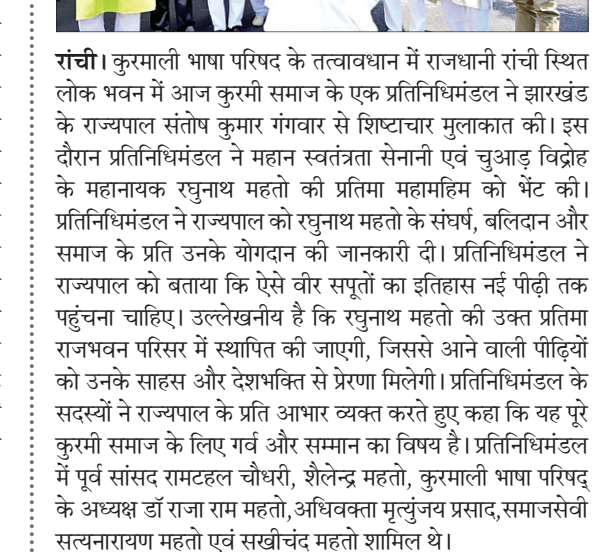 रांची। कुरमाली भाषा परिषद के तत्वावधान में राजधानी रांची स्थित
लोक भवन में आज कुरमी समाज के एक प्रतिनिधिमंडल ने झारखंड
के राज्यपाल संतोष कुमार गंगवार से शिष्टाचार मुलाकात की। इस
दौरान प्रतिनिधिमंडल ने महान स्वतंत्रता सेनानी एवं चुआड़ विद्रोह
के महानायक रघुनाथ महतो की प्रतिमा महामहिम को भेंट की।
प्रतिनिधिमंडल ने राज्यपाल को रघुनाथ महतो के संघर्ष, बलिदान और
समाज के प्रति उनके योगदान की जानकारी दी। प्रतिनिधिमंडल ने
राज्यपाल को बताया कि ऐसे वीर सपूतों का इतिहास नई पीढ़ी तक
पहुंचना चाहिए। उल्लेखनीय है कि रघुनाथ महतो की उक्त प्रतिमा
राजभवन परिसर में स्थापित की जाएगी, जिससे आने वाली पीढ़ियों
को उनके साहस और देशभक्ति से प्रेरणा मिलेगी। प्रतिनिधिमंडल के
सदस्यों ने राज्यपाल के प्रति आभार व्यक्त करते हुए कहा कि यह पूरे
कुरमी समाज के लिए गर्व और सम्मान का विषय है। प्रतिनिधिमंडल
में पूर्व सांसद रामटहल चौधरी, शैलेन्द्र महतो, कुरमाली भाषा परिषद्
के अध्यक्ष डॉ राजा राम महतो,अधिवक्ता मृत्युंजय प्रसाद,समाजसेवी
सत्यनारायण महतो एवं सखीचंद महतो शामिल थे।